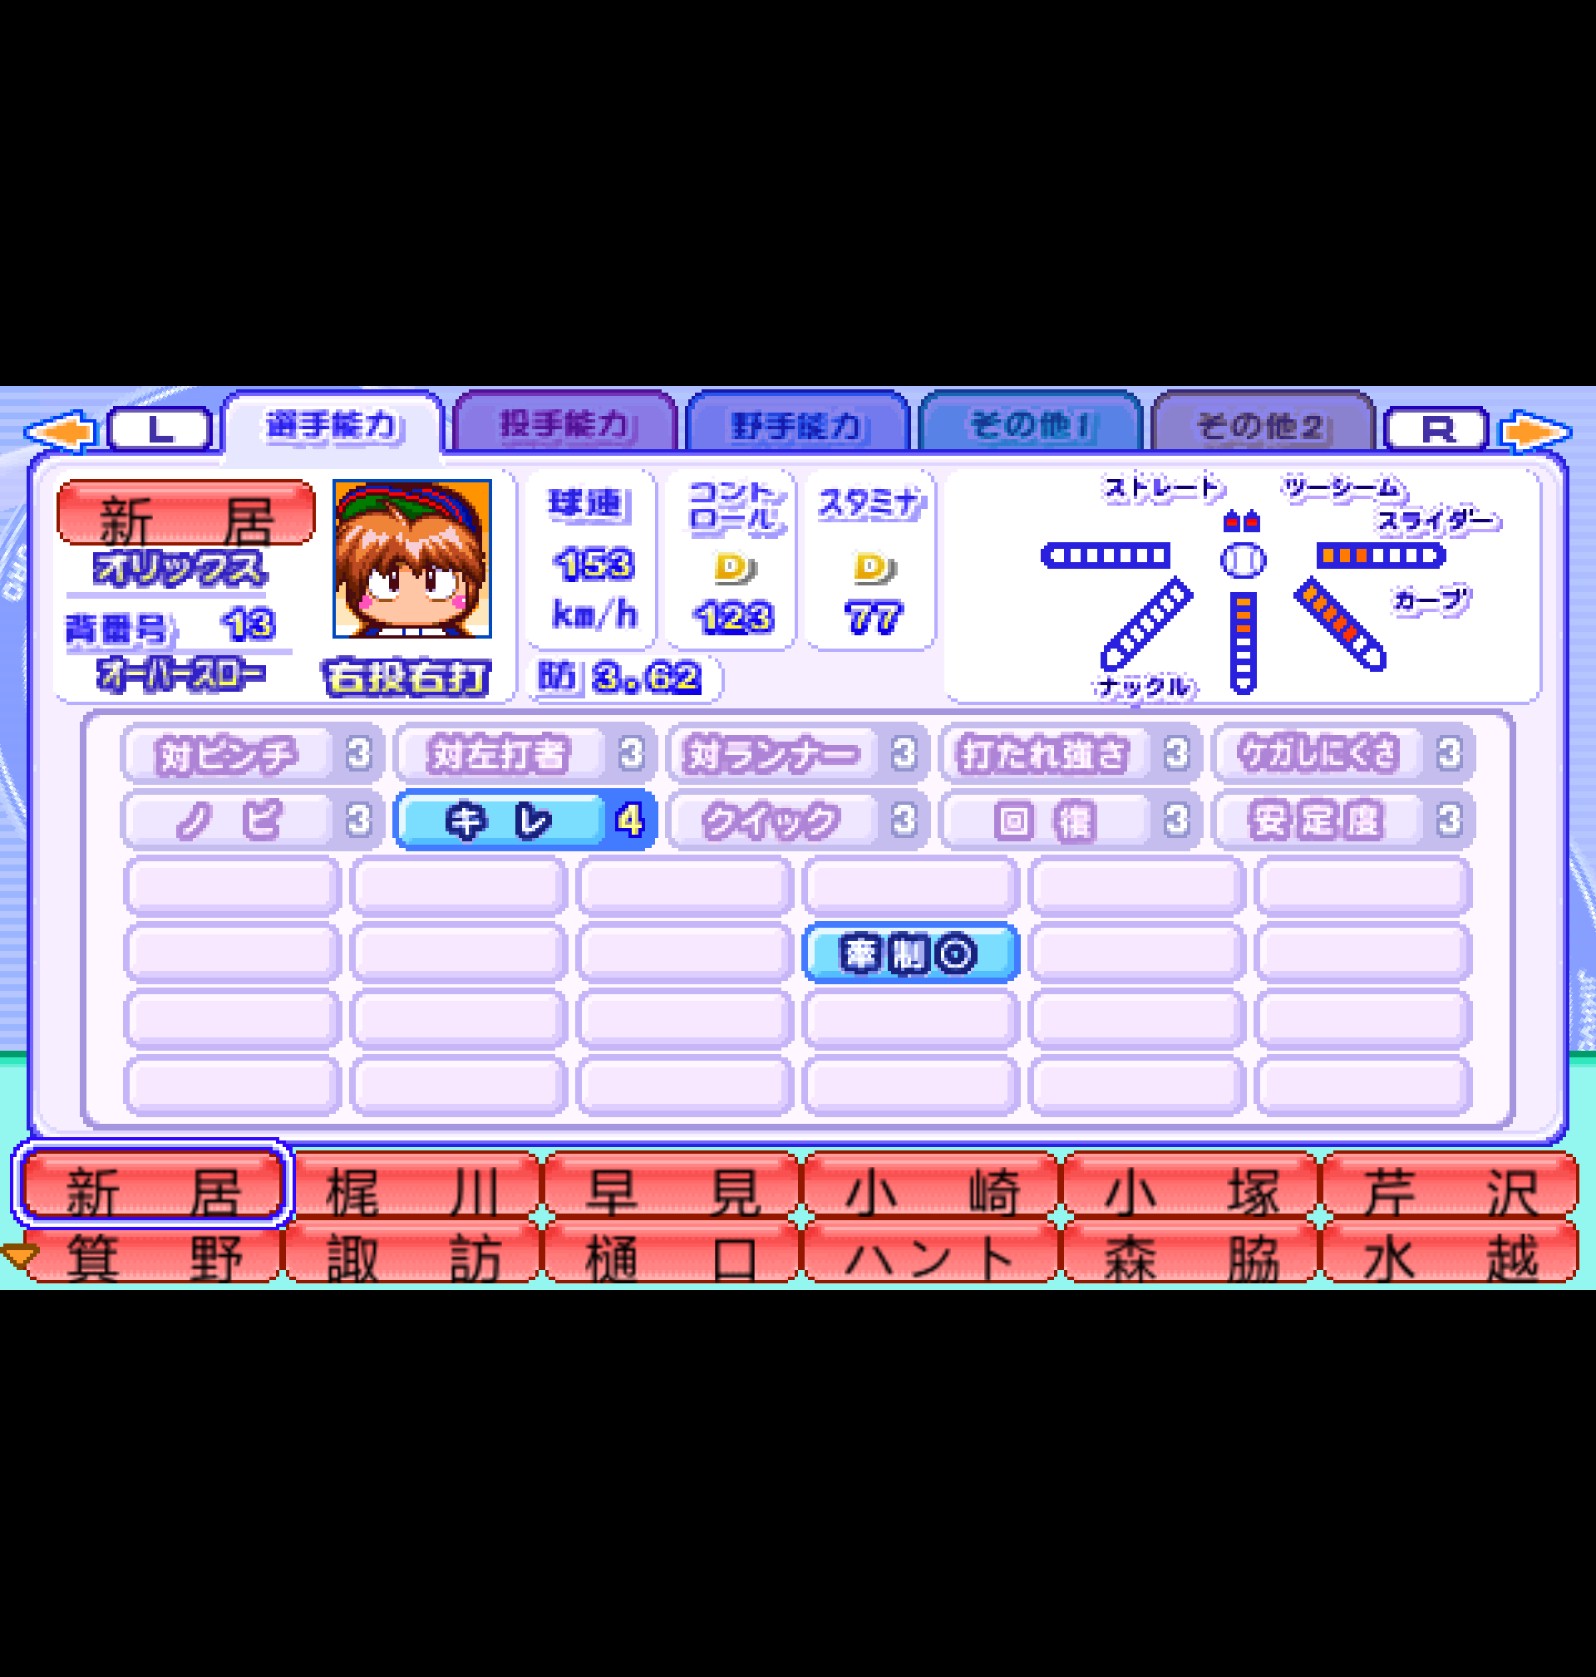 L 選手能力 投手能力 野手能力 その他1 その他2 R
新 居
オリックス
背番号 13
オーバースロー 右投右打
球速 コントロール スタミナ
153 km/h D 123 D 77
防 3.62
ストレート ツーシーム
スライダー
カーブ
ナックル
対ピンチ 3 対左打者 3 対ランナー 3 打たれ強さ 3 ケガしにくさ 3
ノビ 3 キレ 4 クイック 3 回復 3 安定度 3
牽制◎
新 居 梶 川 早 見 小 崎 小 塚 芹 沢
箕 野 諏 訪 樋 口 ハント 森 脇 水 越